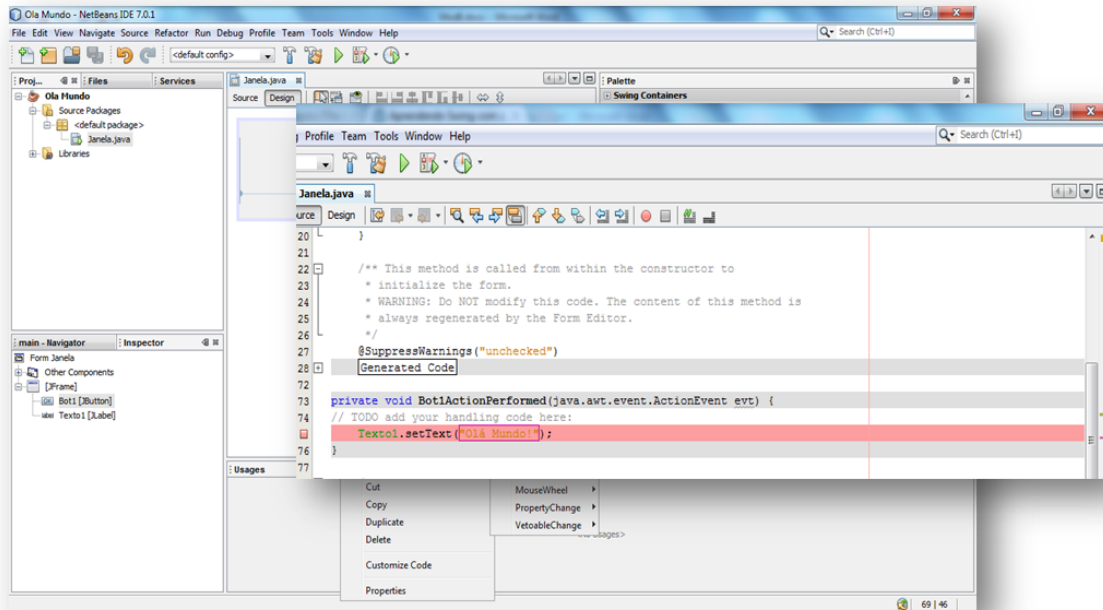 Ola Mundo - NetBeans IDE 7.0.1
File Edit View Navigate Source Refactor Run Debug Profile Team Tools Window Help
Search (Ctrl+I)
<default config>
Proj... Files Services
Janela.java
Palette
Source Design
Swing Containers
Ola Mundo
Source Packages
<default package>
Janela.java
Libraries
Profile Team Tools Window Help
Search (Ctrl+I)
Janela.java
Design
20 }
21
22 /** This method is called from within the constructor to
23 * initialize the form.
24 * WARNING: Do NOT modify this code. The content of this method is
25 * always regenerated by the Form Editor.
26 */
27 @SuppressWarnings("unchecked")
28 Generated Code
72
73 private void Bot1ActionPerformed(java.awt.event.ActionEvent evt) {
74 // TODO add your handling code here:
Texto1.setText("Olá Mundo!");
76 }
77
main - Navigator Inspector
Form Janela
Other Components
[JFrame]
Bot1 [JButton]
Texto1 [JLabel]
Usages
Cut
Copy
Duplicate
Delete
Customize Code
Properties
MouseWheel
PropertyChange
VetoableChange
69 | 46